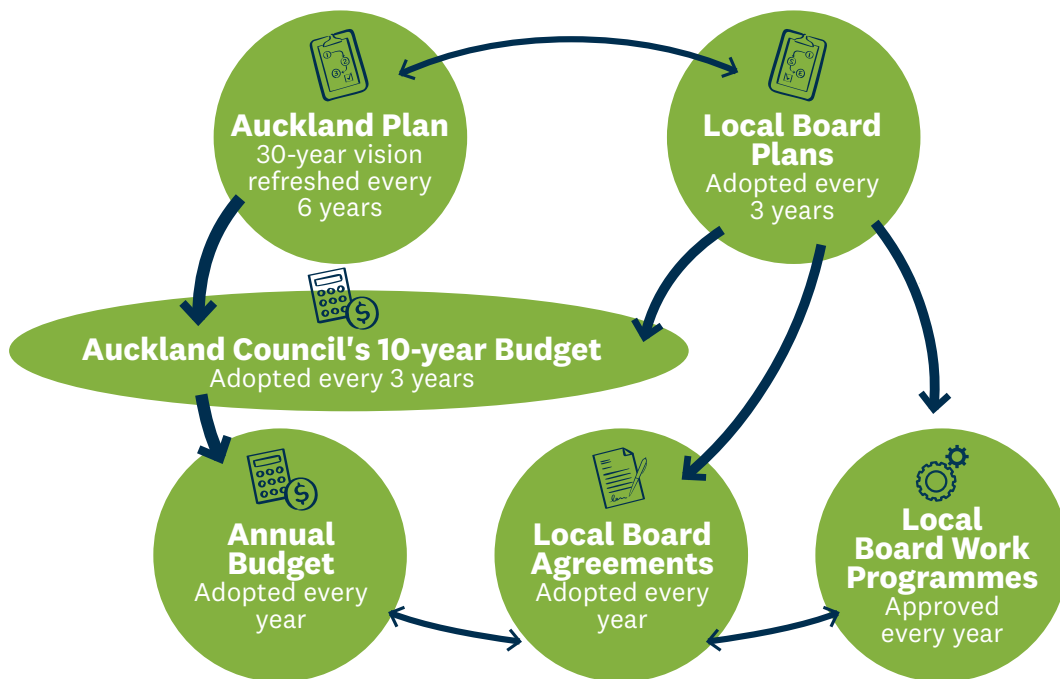 Auckland Plan
30-year vision
refreshed every
6 years
Local Board
Plans
Adopted every
3 years
Auckland Council's 10-year Budget
Adopted every 3 years
Annual
Budget
Adopted every
year
Local Board
Agreements
Adopted every
year
Local
Board Work
Programmes
Approved
every year